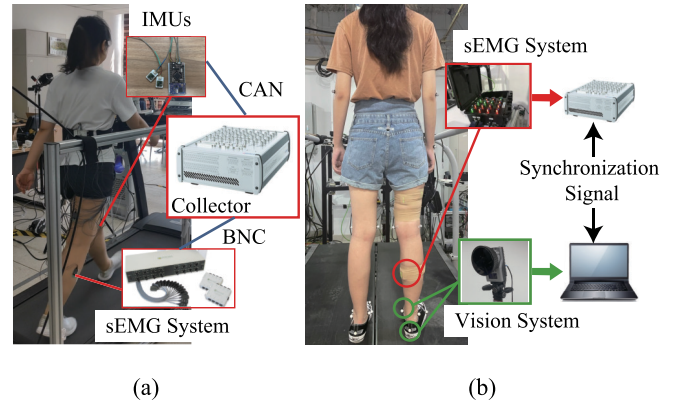 IMUs
CAN
Collector
BNC
sEMG System
(a)
sEMG System
Synchronization
Signal
Vision System
(b)